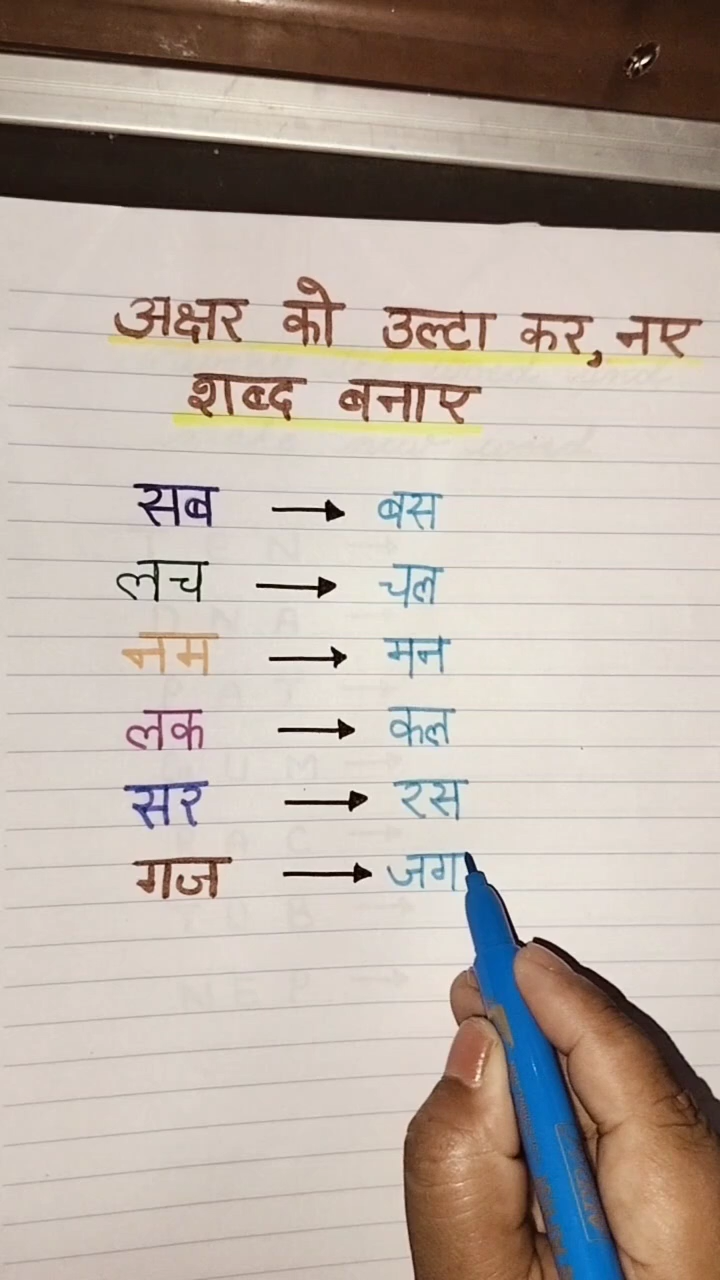 अक्षर को उल्टा कर, नए
शब्द बनाए
सब → बस
लच → चल
नम → मन
लक → कल
सर → रस
गज → जग